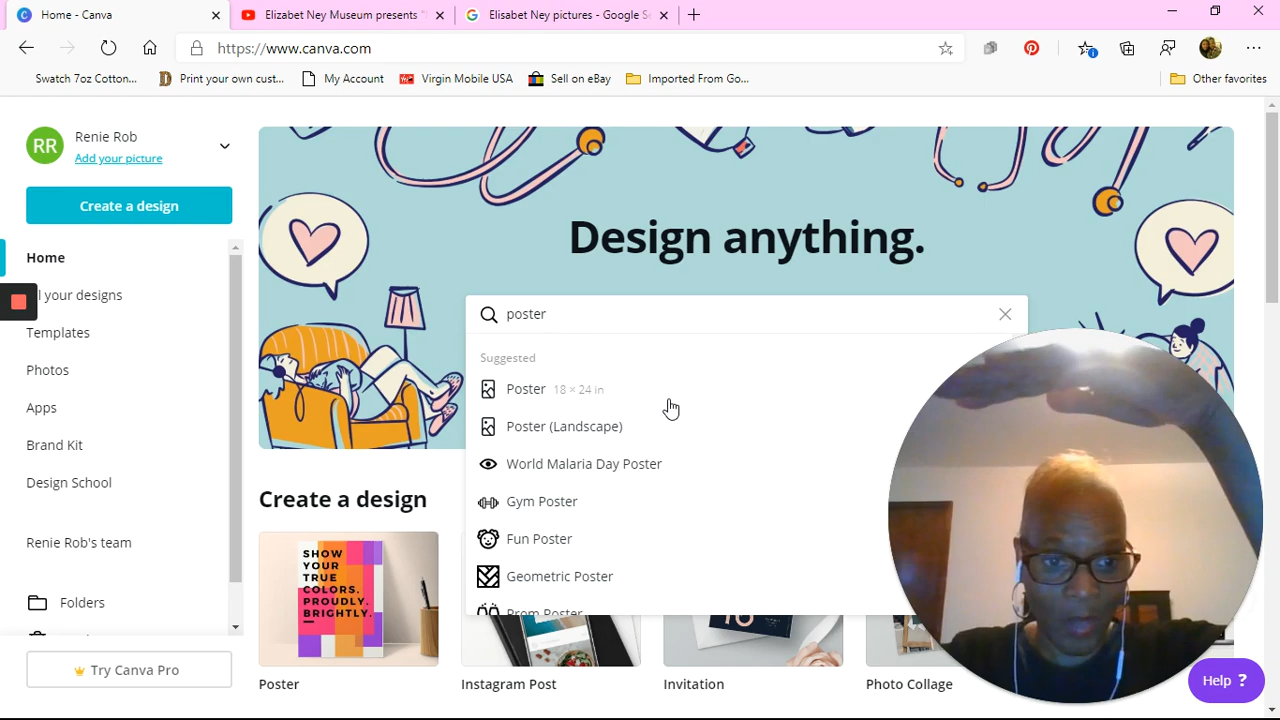 Home - Canva
Elizabet Ney Museum presents "
Elisabet Ney pictures - Google S
https://www.canva.com
Swatch 7oz Cotton...
Print your own cust...
My Account
Virgin Mobile USA
Sell on eBay
Imported From Go...
Other favorites
RR
Renie Rob
Add your picture
Create a design
Home
your designs
Templates
Photos
Apps
Brand Kit
Design School
Renie Rob's team
Folders
Try Canva Pro
Design anything.
poster
Suggested
Poster 18 × 24 in
Poster (Landscape)
World Malaria Day Poster
Gym Poster
Fun Poster
Geometric Poster
Prom Poster
Create a design
SHOW
YOUR
TRUE
COLORS.
PROUDLY.
BRIGHTLY.
Poster
Instagram Post
Invitation
Photo Collage
Help ?